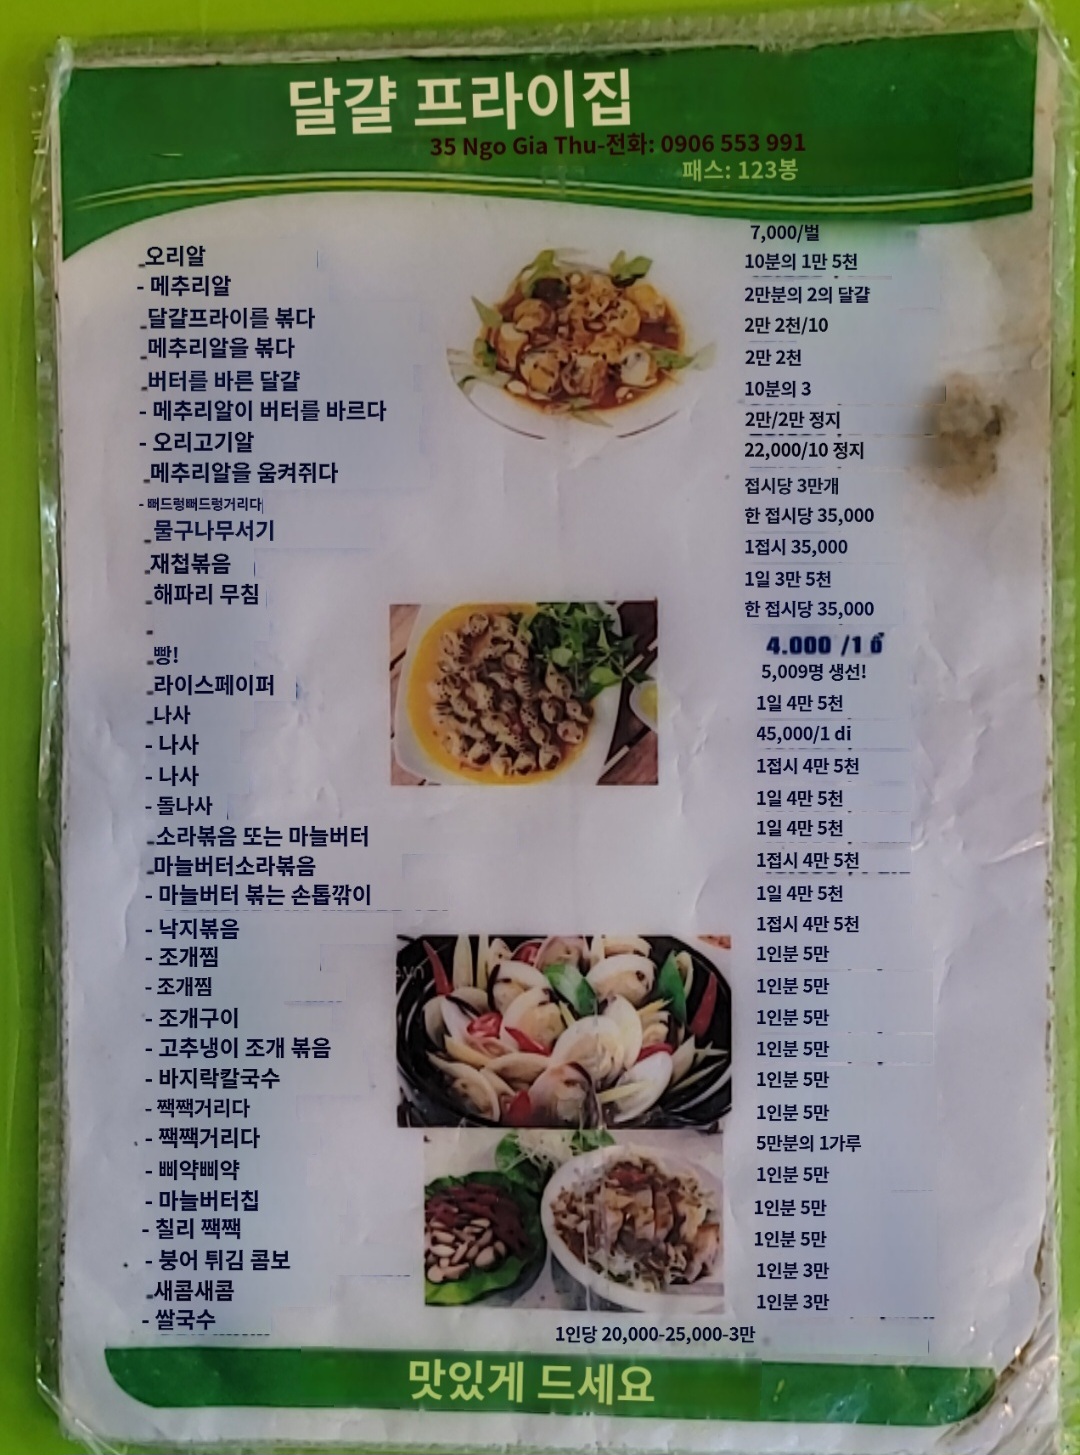 달걀 프라이집
35 Ngo Gia Thu-전화: 0906 553 991
패스: 123봉
7,000/벌
오리알
10분의 1만 5천
- 메추리알
2만분의 2의 달걀
달걀프라이를 볶다
2만 2천/10
메추리알을 볶다
2만 2천
버터를 바른 달걀
10분의 3
- 메추리알이 버터를 바르다
2만/2만 정지
- 오리고기알
22,000/10 정지
메추리알을 움켜쥐다
접시당 3만개
- 뻐드렁뻐드렁거리다
한 접시당 35,000
물구나무서기
1접시 35,000
재첩볶음
1일 3만 5천
해파리 무침
한 접시당 35,000
4.000 /1 ổ
빵!
5,009명 생선!
라이스페이퍼
1일 4만 5천
나사
45,000/1 di
- 나사
1접시 4만 5천
- 나사
1일 4만 5천
- 돌나사
1일 4만 5천
소라볶음 또는 마늘버터
1접시 4만 5천
마늘버터소라볶음
1일 4만 5천
- 마늘버터 볶는 손톱깎이
1접시 4만 5천
- 낙지볶음
1인분 5만
- 조개찜
1인분 5만
- 조개찜
1인분 5만
- 조개구이
1인분 5만
- 고추냉이 조개 볶음
1인분 5만
- 바지락칼국수
1인분 5만
- 짹짹거리다
5만분의 1가루
- 짹짹거리다
1인분 5만
- 삐약삐약
1인분 5만
- 마늘버터칩
1인분 5만
- 칠리 짹짹
1인분 3만
- 붕어 튀김 콤보
1인분 3만
새콤새콤
- 쌀국수
1인당 20,000-25,000-3만
맛있게 드세요